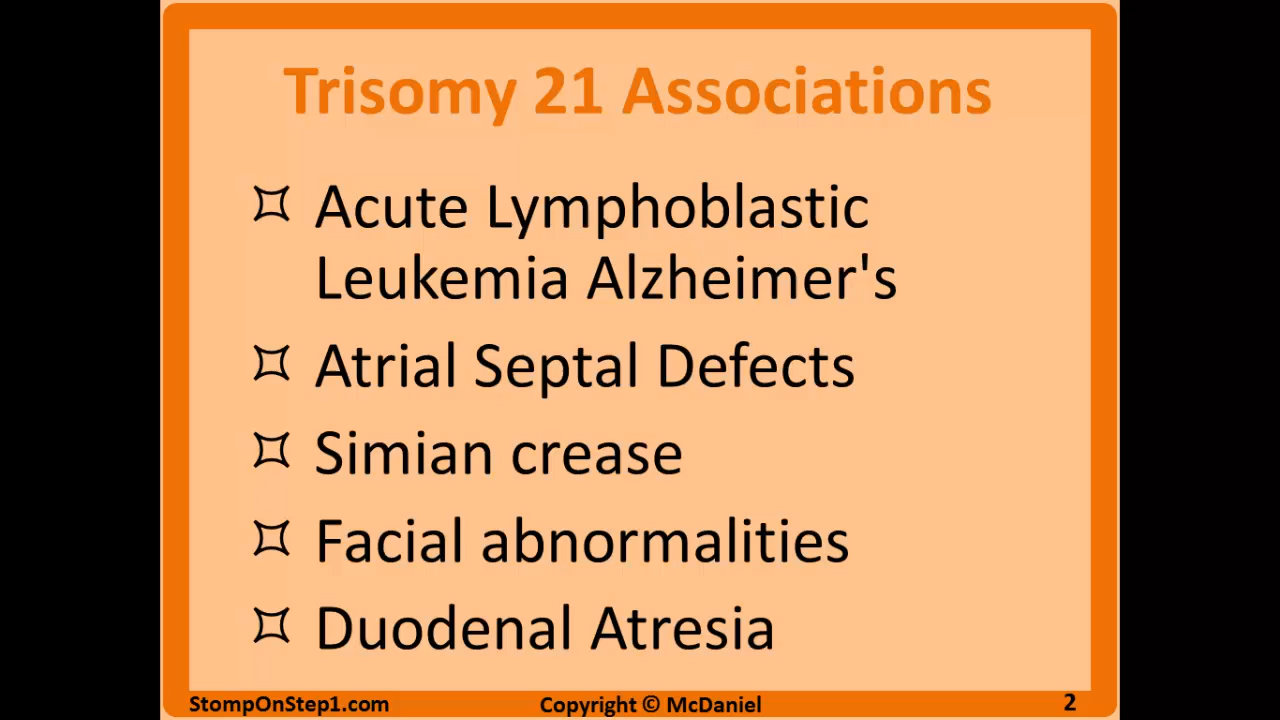 Trisomy 21 Associations
Acute Lymphoblastic
Leukemia Alzheimer's
Atrial Septal Defects
Simian crease
Facial abnormalities
Duodenal Atresia
StompOnStep1.com Copyright © McDaniel 2